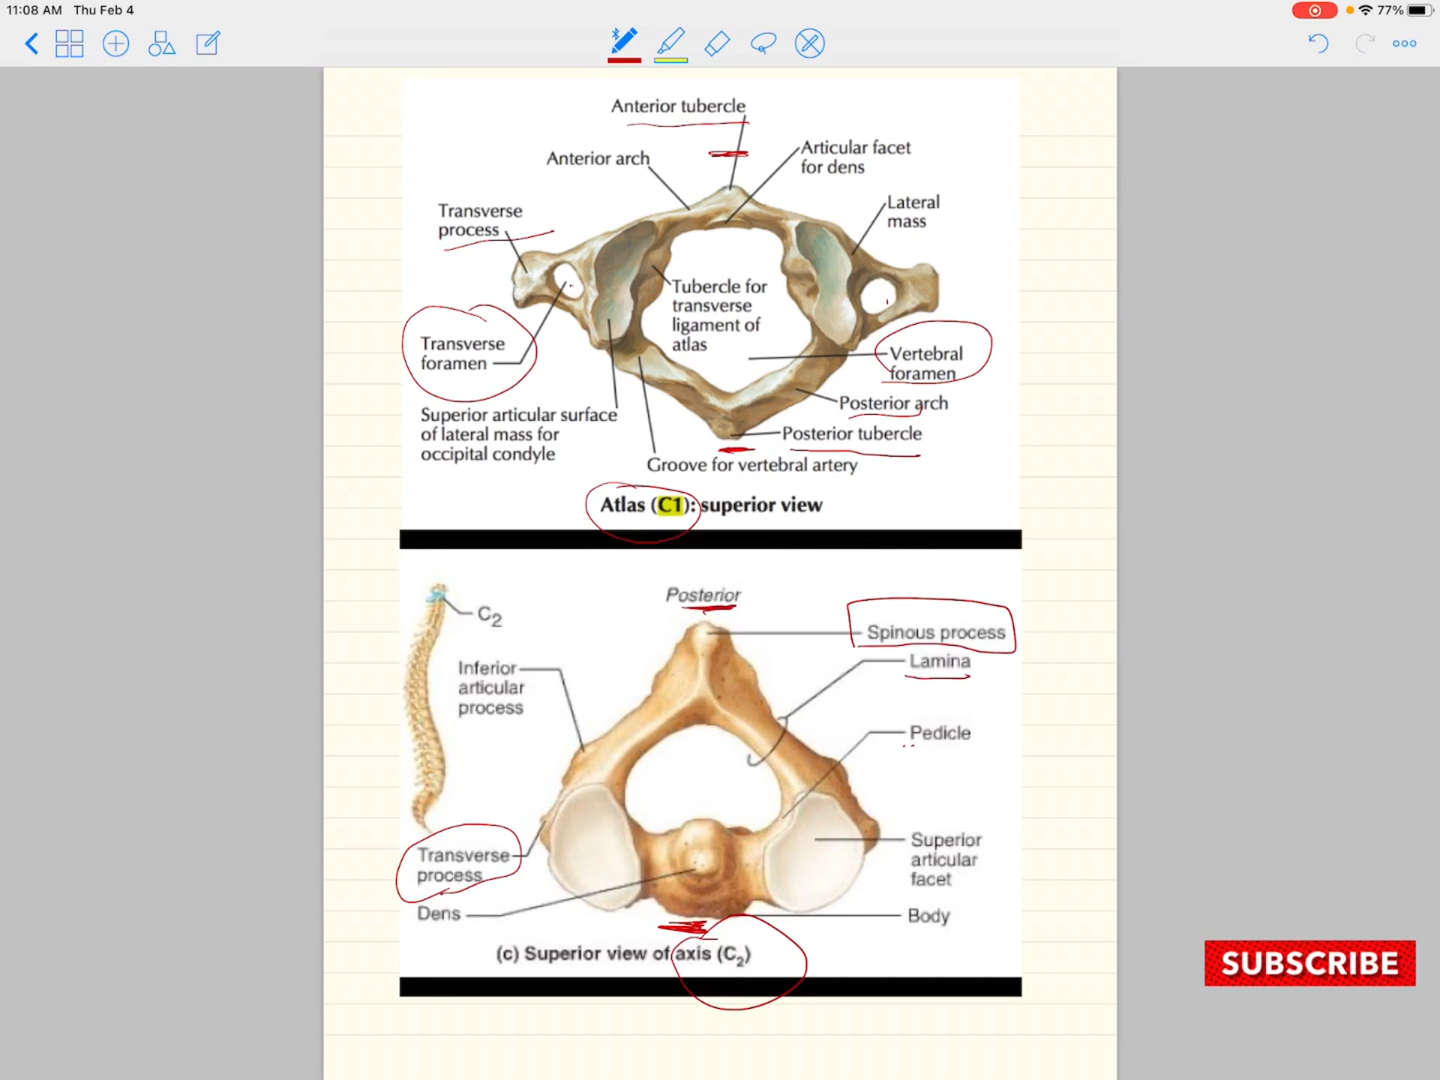 11:08 AM Thu Feb 4
77%
Anterior tubercle
Anterior arch
Articular facet
for dens
Transverse
process
Lateral
mass
Tubercle for
transverse
ligament of
atlas
Transverse
foramen
Vertebral
foramen
Superior articular surface
of lateral mass for
occipital condyle
Posterior arch
Posterior tubercle
Groove for vertebral artery
Atlas (C1): superior view
Posterior
C2
Spinous process
Lamina
Inferior
articular
process
Pedicle
Transverse
process
Superior
articular
facet
Dens
Body
(c) Superior view of axis (C2)
SUBSCRIBE